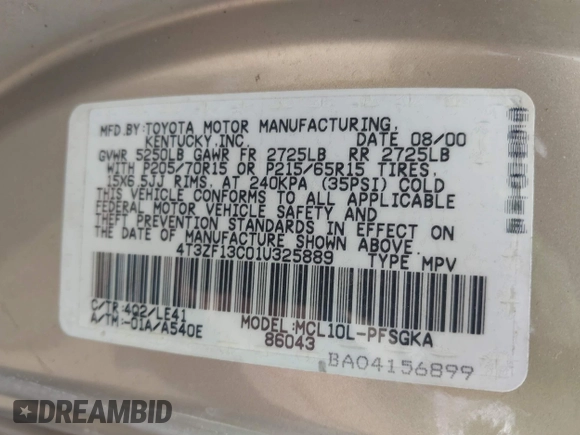 MFD.BY:TOYOTA MOTOR MANUFACTURING,
KENTUCKY,INC. DATE 08/00
GVWR 5250LB GAWR FR 2725LB RR 2725LB
WITH P205/70R15 OR P215/65R15 TIRES,
15X6.5JJ RIMS, AT 240KPA (35PSI) COLD
THIS VEHICLE CONFORMS TO ALL APPLICABLE
FEDERAL MOTOR VEHICLE SAFETY AND
THEFT PREVENTION STANDARDS IN EFFECT ON
THE DATE OF MANUFACTURE SHOWN ABOVE.
4T3ZF13C01U325889 TYPE MPV
C/TR:4Q2/LE41 MODEL:MCL10L-PFSGKA
A/TM:-01A/A540E 86043
BA04156899
DREAMBID